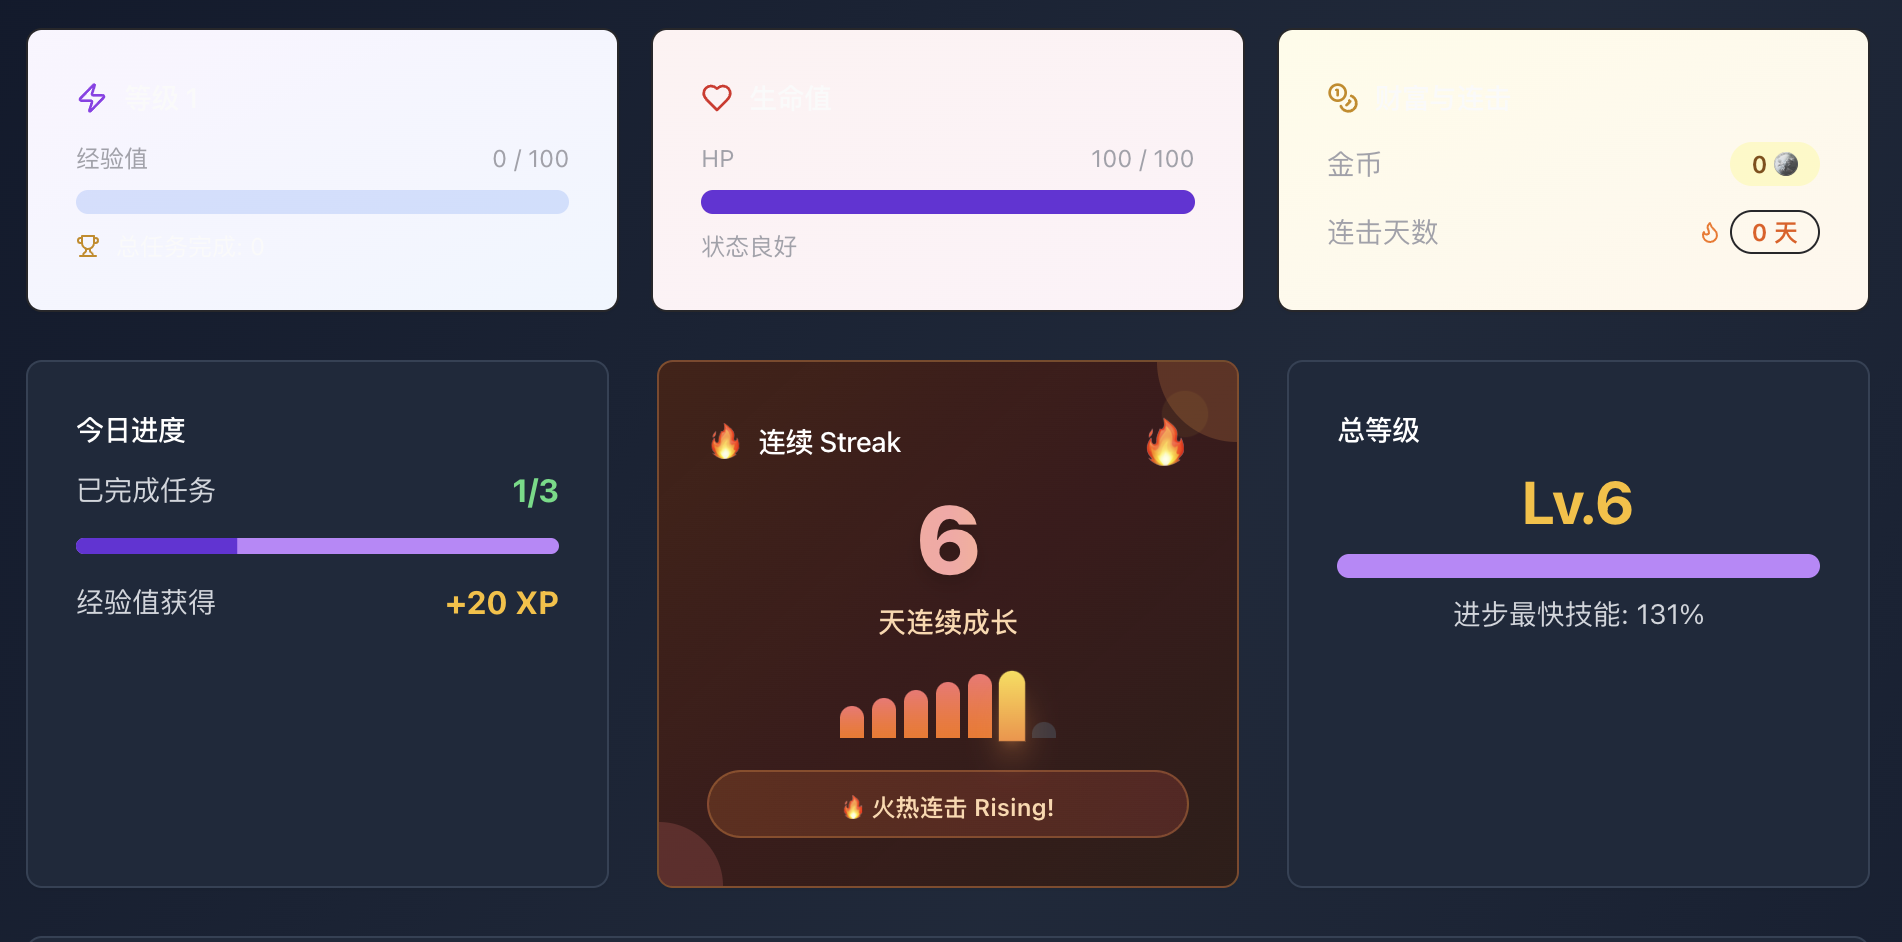 等级 1
经验值 0 / 100
总任务完成: 0
生命值
HP 100 / 100
状态良好
金币 0
连击天数 0 天
今日进度
已完成任务 1/3
经验值获得 +20 XP
连续 Streak
6
天连续成长
火热连击 Rising!
总等级
Lv.6
进步最快技能: 131%